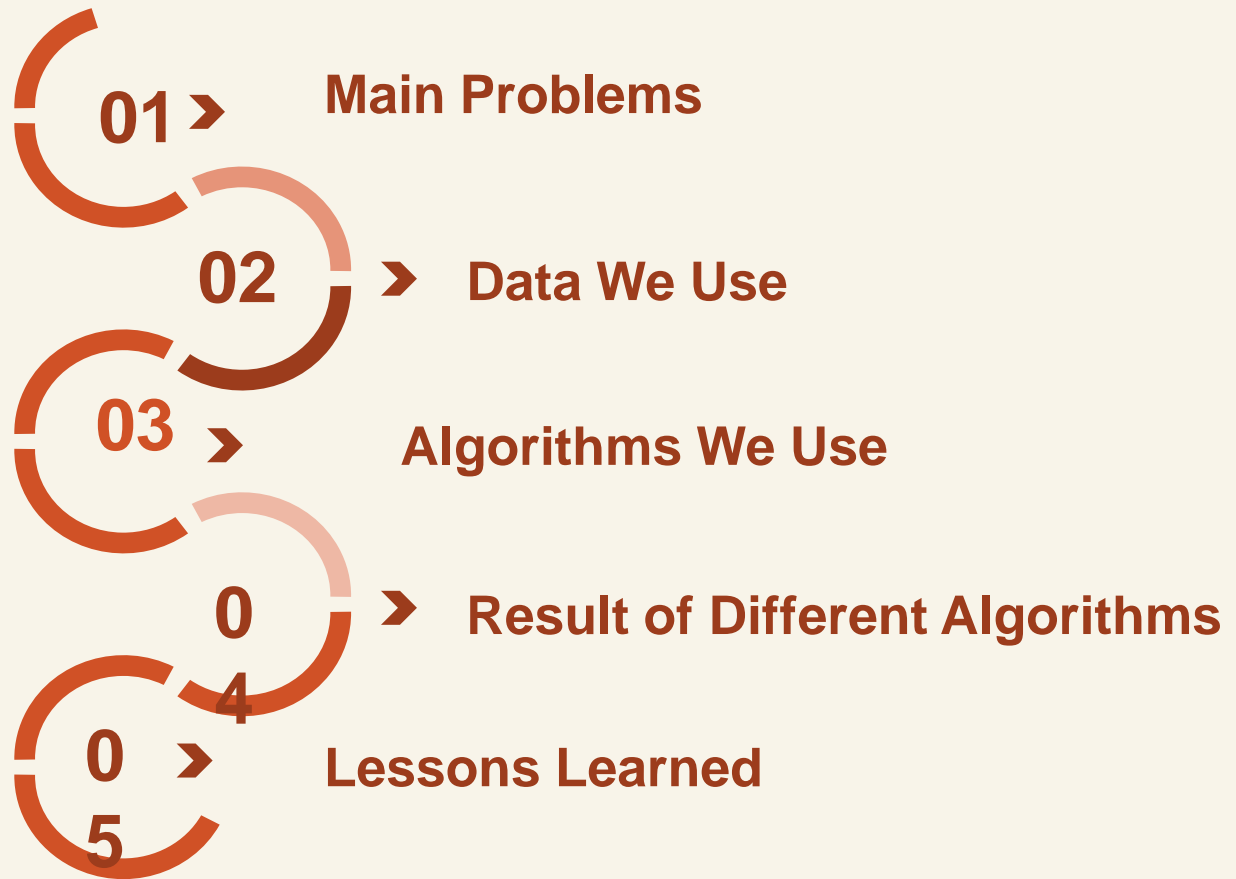 01
Main Problems
02
Data We Use
03
Algorithms We Use
0
4
Result of Different Algorithms
0
5
Lessons Learned